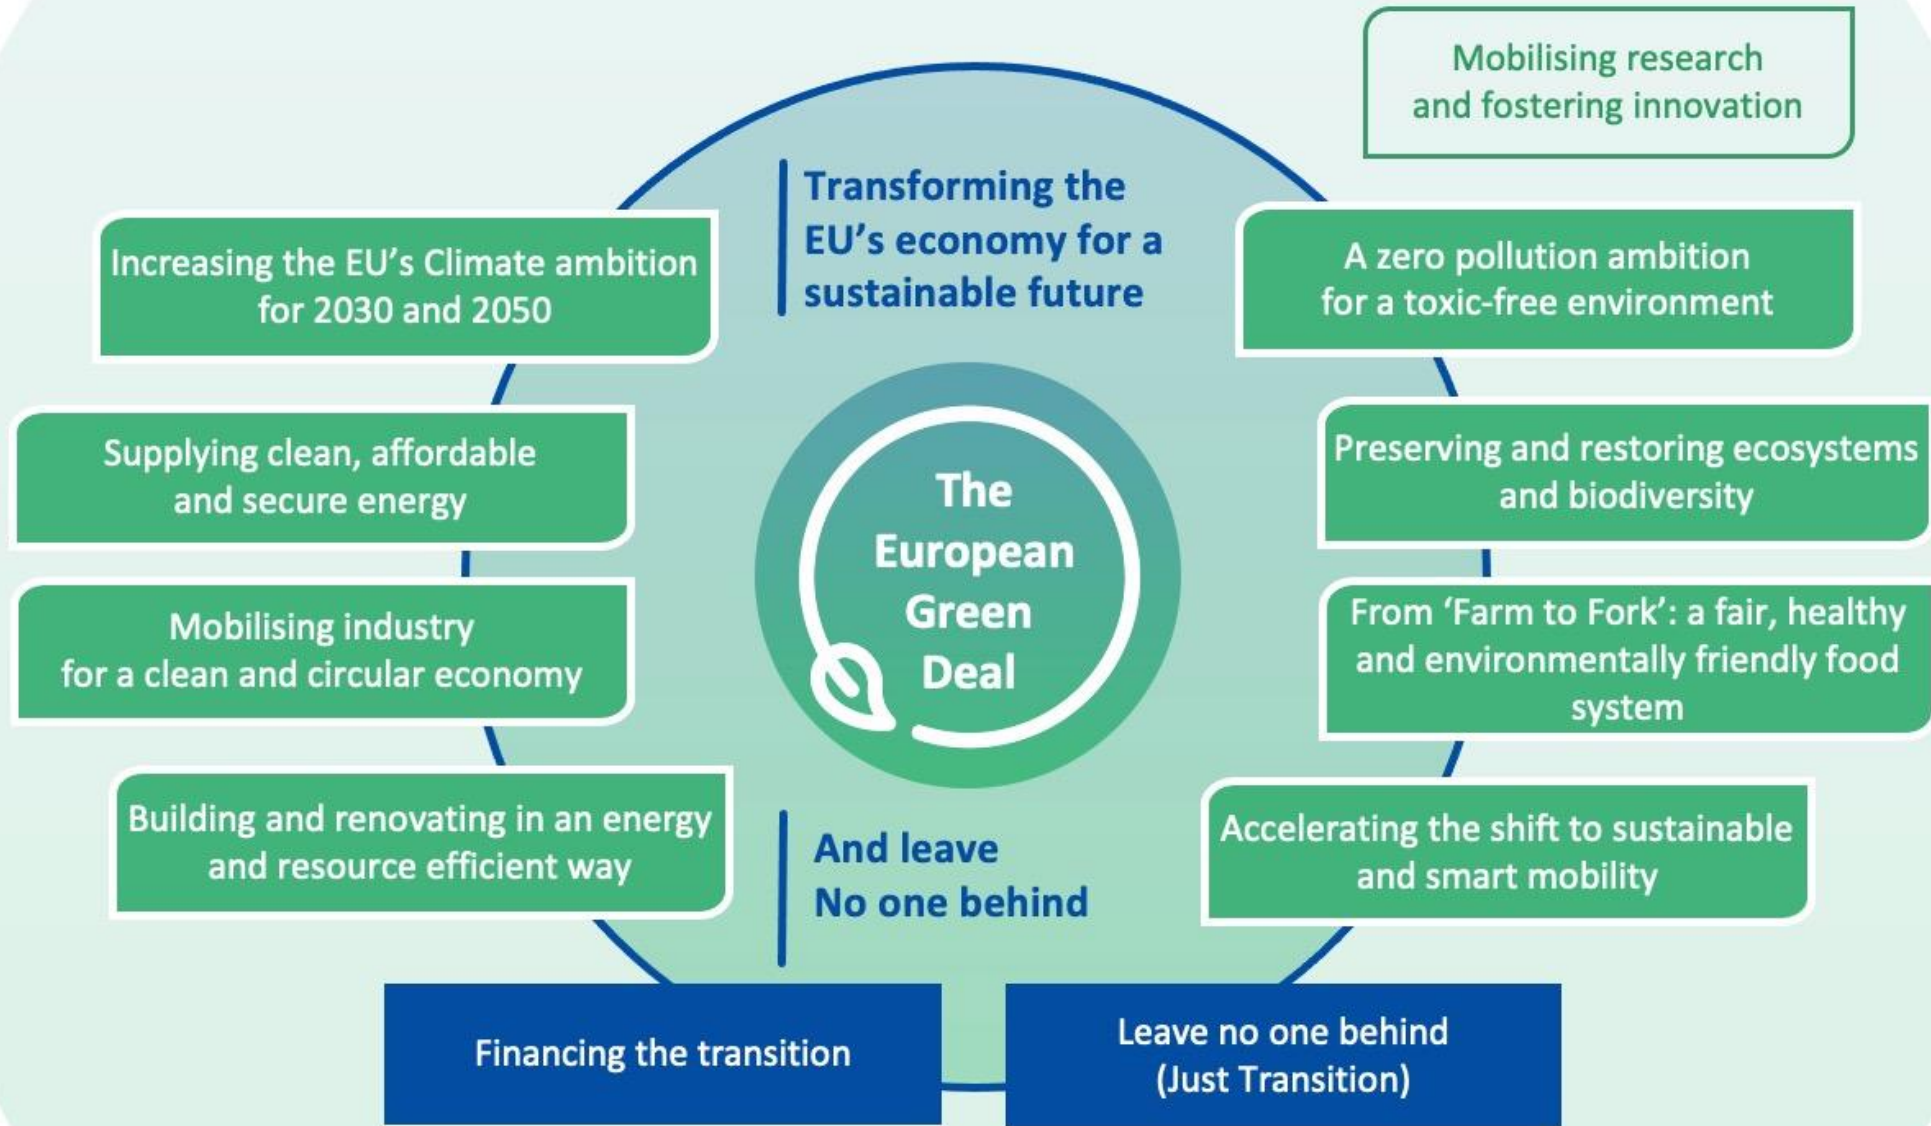 Mobilising research
and fostering innovation
Transforming the
EU's economy for a
sustainable future
Increasing the EU's Climate ambition
for 2030 and 2050
A zero pollution ambition
for a toxic-free environment
Supplying clean, affordable
and secure energy
Preserving and restoring ecosystems
and biodiversity
The
European
Green
Deal
Mobilising industry
for a clean and circular economy
From ‘Farm to Fork’: a fair, healthy
and environmentally friendly food
system
Building and renovating in an energy
and resource efficient way
Accelerating the shift to sustainable
and smart mobility
And leave
No one behind
Financing the transition
Leave no one behind
(Just Transition)